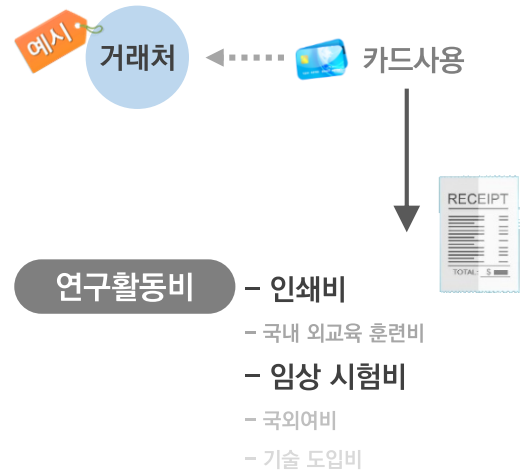 예시
거래처
카드사용
RECEIPT
TOTAL: S
연구활동비
– 인쇄비
– 국내 외교육 훈련비
– 임상 시험비
– 국외여비
– 기술 도입비